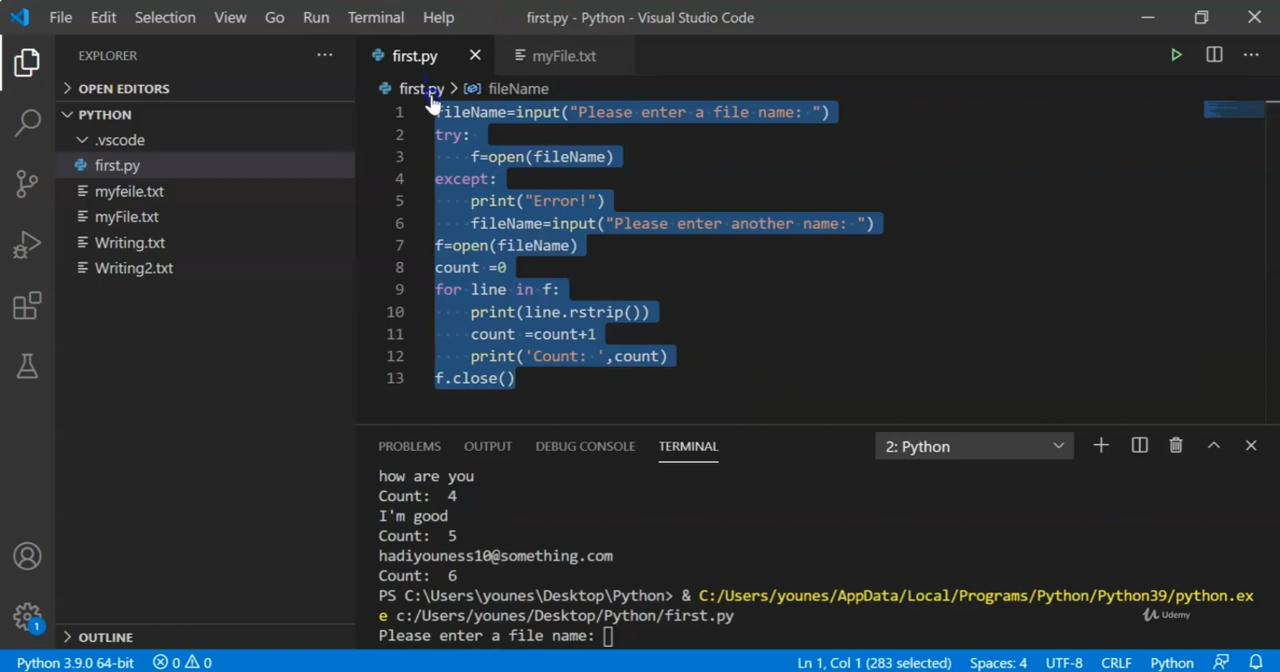 File Edit Selection View Go Run Terminal Help first.py - Python - Visual Studio Code
EXPLORER
OPEN EDITORS
PYTHON
.vscode
first.py
myfeile.txt
myFile.txt
Writing.txt
Writing2.txt
OUTLINE
first.py myFile.txt
first.py > fileName
1 fileName=input("Please enter a file name: ")
2 try:
3 f=open(fileName)
4 except:
5 print("Error!")
6 fileName=input("Please enter another name: ")
7 f=open(fileName)
8 count =0
9 for line in f:
10 print(line.rstrip())
11 count =count+1
12 print('Count: ',count)
13 f.close()
PROBLEMS OUTPUT DEBUG CONSOLE TERMINAL 2: Python
how are you
Count:  4
I'm good
Count:  5
hadiyouness10@something.com
Count:  6
PS C:\Users\younes\Desktop\Python> & C:/Users/younes/AppData/Local/Programs/Python/Python39/python.ex
e c:/Users/younes/Desktop/Python/first.py
Please enter a file name:
Udemy
1
Python 3.9.0 64-bit 0 0 Ln 1, Col 1 (283 selected) Spaces: 4 UTF-8 CRLF Python